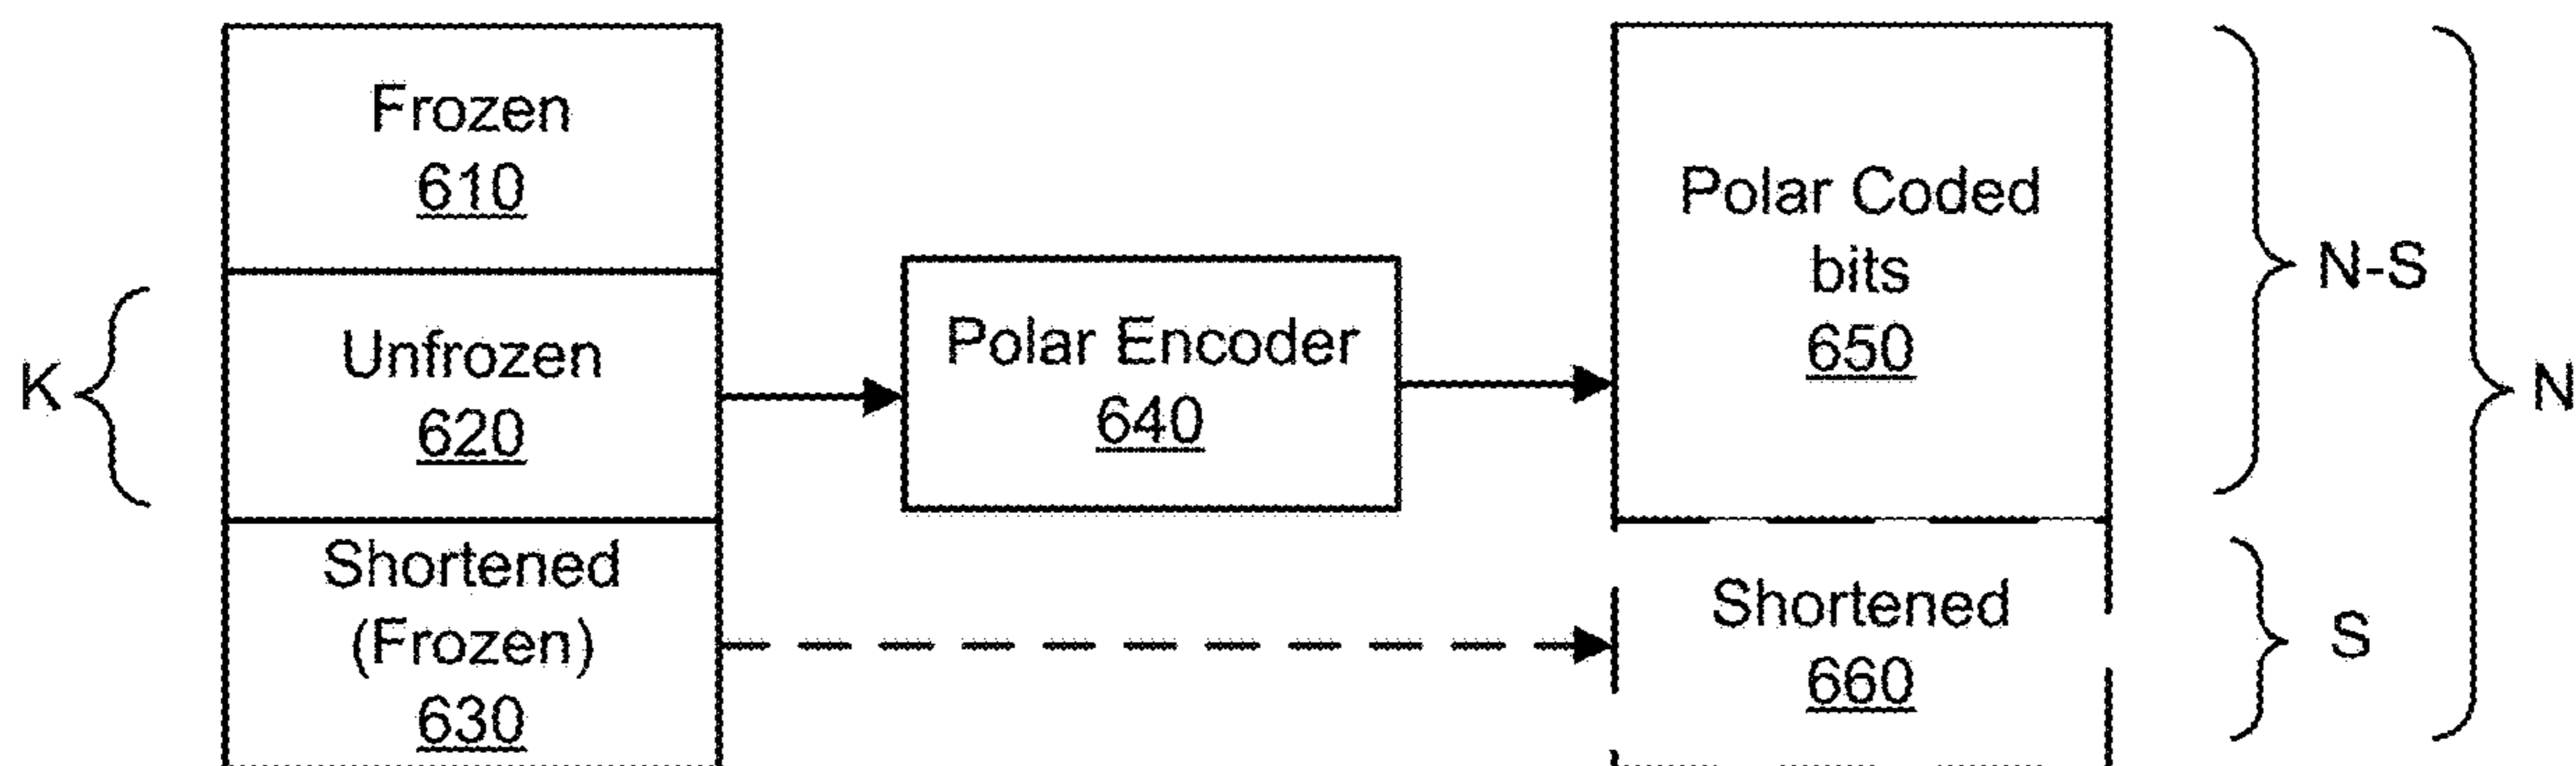 Frozen
610
K
Unfrozen
620
Shortened
(Frozen)
630
Polar Encoder
640
Polar Coded
bits
650
Shortened
660
N-S
S
N